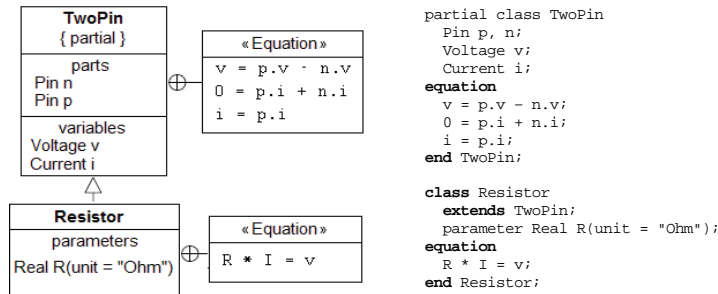 TwoPin
{ partial }
parts
Pin n
Pin p
variables
Voltage v
Current i
«Equation»
v = p.v - n.v
0 = p.i + n.i
i = p.i
Resistor
parameters
Real R(unit = "Ohm")
«Equation»
R * I = v
partial class TwoPin
Pin p, n;
Voltage v;
Current i;
equation
v = p.v – n.v;
0 = p.i + n.i;
i = p.i;
end TwoPin;
class Resistor
extends TwoPin;
parameter Real R(unit = "Ohm");
equation
R * I = v;
end Resistor;